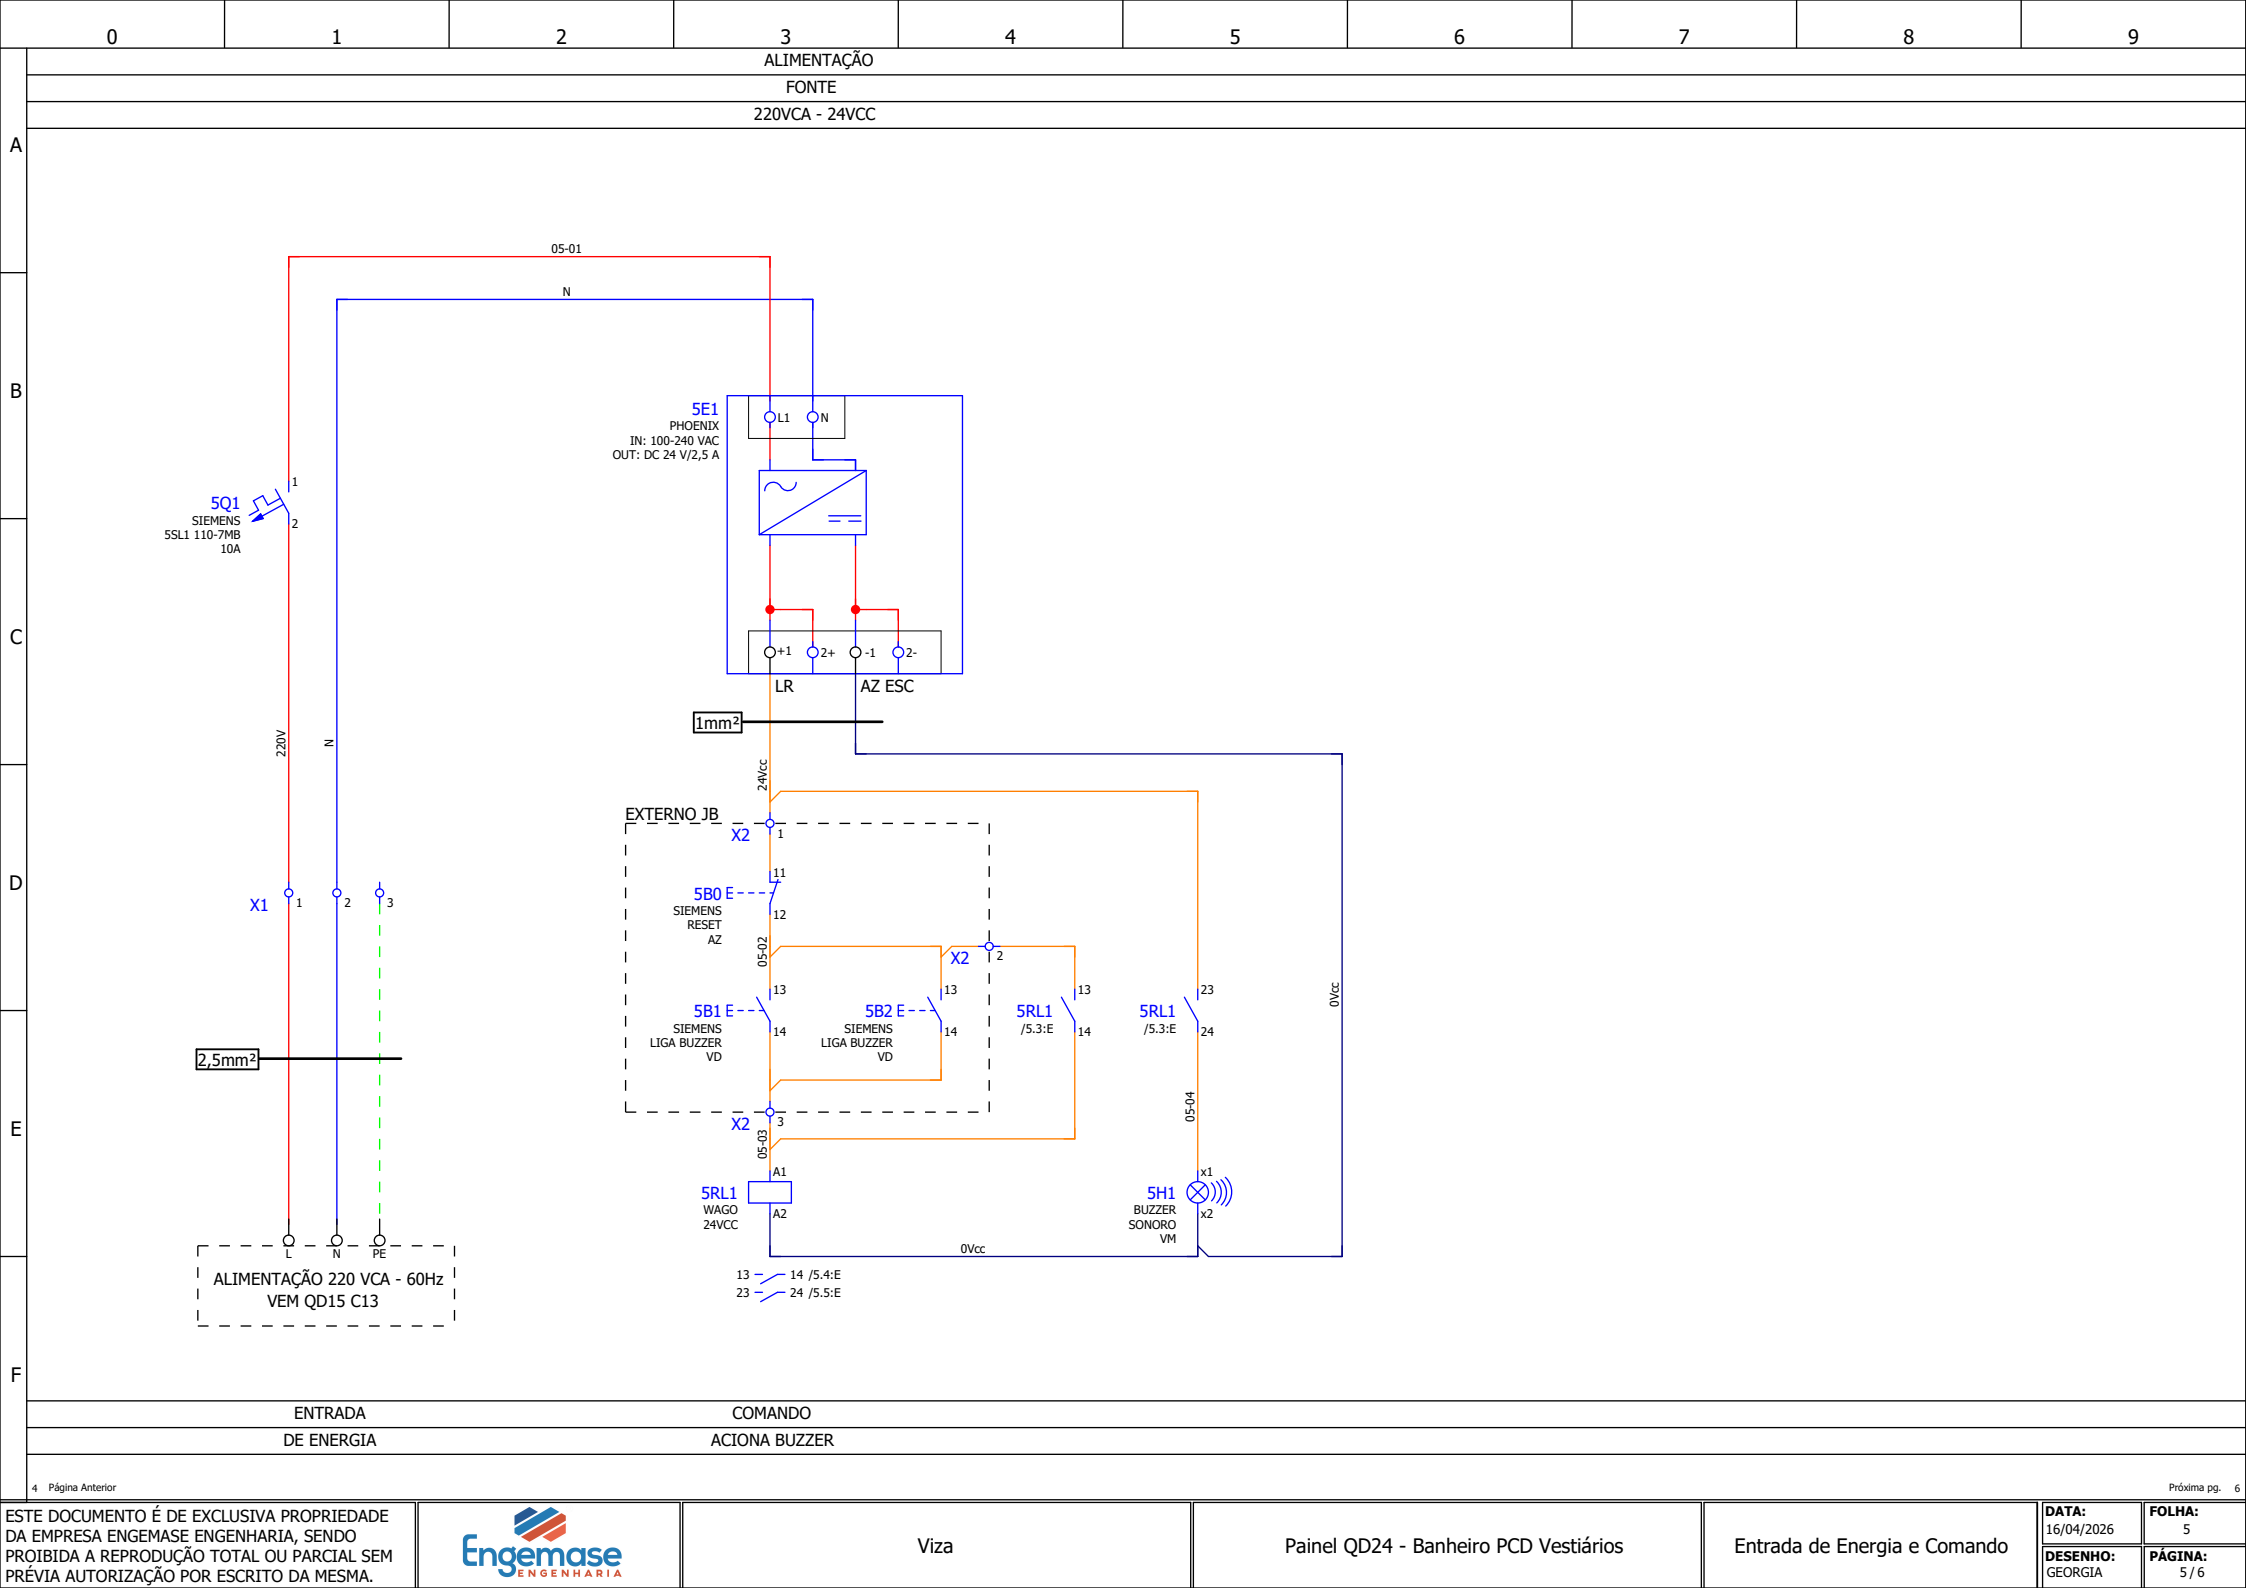 0 1 2 3 4 5 6 7 8 9
ALIMENTAÇÃO
FONTE
220VCA - 24VCC
A
B
C
D
E
F
05-01
N
5E1
PHOENIX
IN: 100-240 VAC
OUT: DC 24 V/2,5 A
L1 N
1
5Q1
SIEMENS
5SL1 110-7MB
10A
2
+1 2+ -1 2-
LR AZ ESC
1mm²
220V
N
24Vcc
EXTERNO JB
X2 1
11
5B0
SIEMENS
RESET
AZ
12
X1 1 2 3
05-02
X2 2
13 13 13 23
5B1 5B2 5RL1 5RL1
SIEMENS SIEMENS /5.3:E /5.3:E
LIGA BUZZER LIGA BUZZER
VD VD
14 14 14 24
0Vcc
2,5mm²
05-04
X2 3
05-03
A1 x1
5RL1 5H1
WAGO BUZZER
24VCC SONORO
VM
A2 x2
0Vcc
L N PE
ALIMENTAÇÃO 220 VCA - 60Hz
VEM QD15 C13
13 14 /5.4:E
23 24 /5.5:E
ENTRADA COMANDO
DE ENERGIA ACIONA BUZZER
4 Página Anterior
Próxima pg. 6
ESTE DOCUMENTO É DE EXCLUSIVA PROPRIEDADE
DA EMPRESA ENGEMASE ENGENHARIA, SENDO
PROIBIDA A REPRODUÇÃO TOTAL OU PARCIAL SEM
PRÉVIA AUTORIZAÇÃO POR ESCRITO DA MESMA.
Engemase
ENGENHARIA
Viza
Painel QD24 - Banheiro PCD Vestiários
Entrada de Energia e Comando
DATA:
16/04/2026
FOLHA:
5
DESENHO:
GEORGIA
PÁGINA:
5 / 6